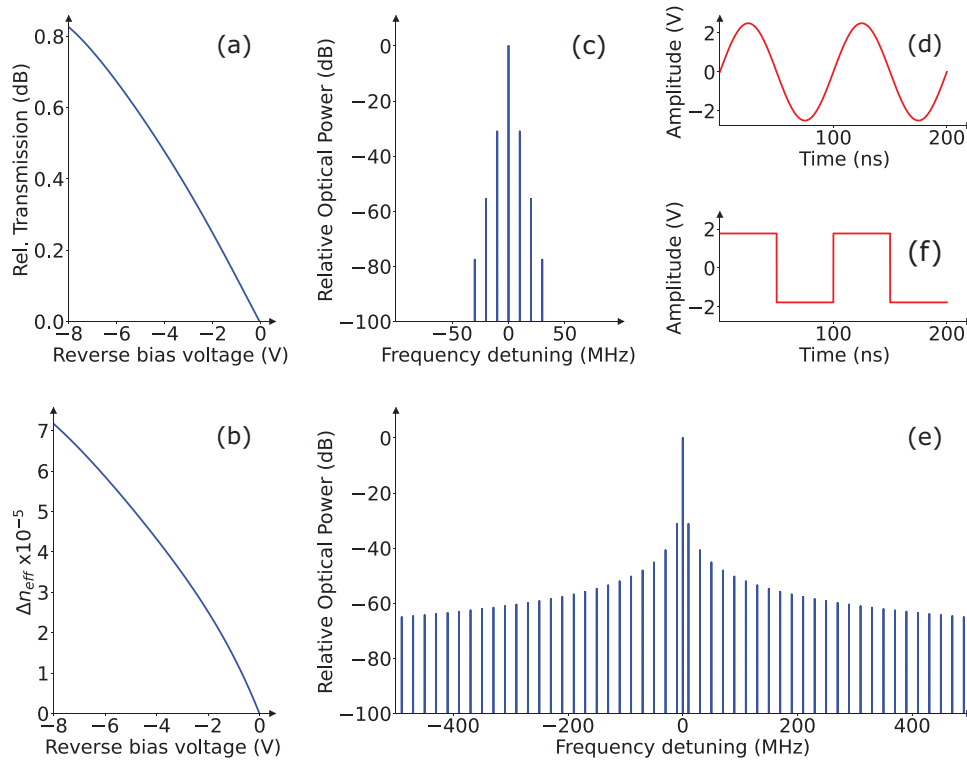 (a)
Rel. Transmission (dB)
0.8
0.6
0.4
0.2
0.0
−8 −6 −4 −2 0
Reverse bias voltage (V)
(c)
Relative Optical Power (dB)
0
−20
−40
−60
−80
−100
−50 0 50
Frequency detuning (MHz)
(d)
Amplitude (V)
2
0
−2
100 200
Time (ns)
(f)
Amplitude (V)
2
0
−2
100 200
Time (ns)
(b)
Δn_eff x10⁻⁵
7
6
5
4
3
2
1
0
−8 −6 −4 −2 0
Reverse bias voltage (V)
(e)
Relative Optical Power (dB)
0
−20
−40
−60
−80
−100
−400 −200 0 200 400
Frequency detuning (MHz)